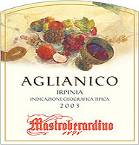 AGLIANICO
IRPINIA
INDICAZIONE GEOGRAFICA TIPICA
2003
Mastroberardino